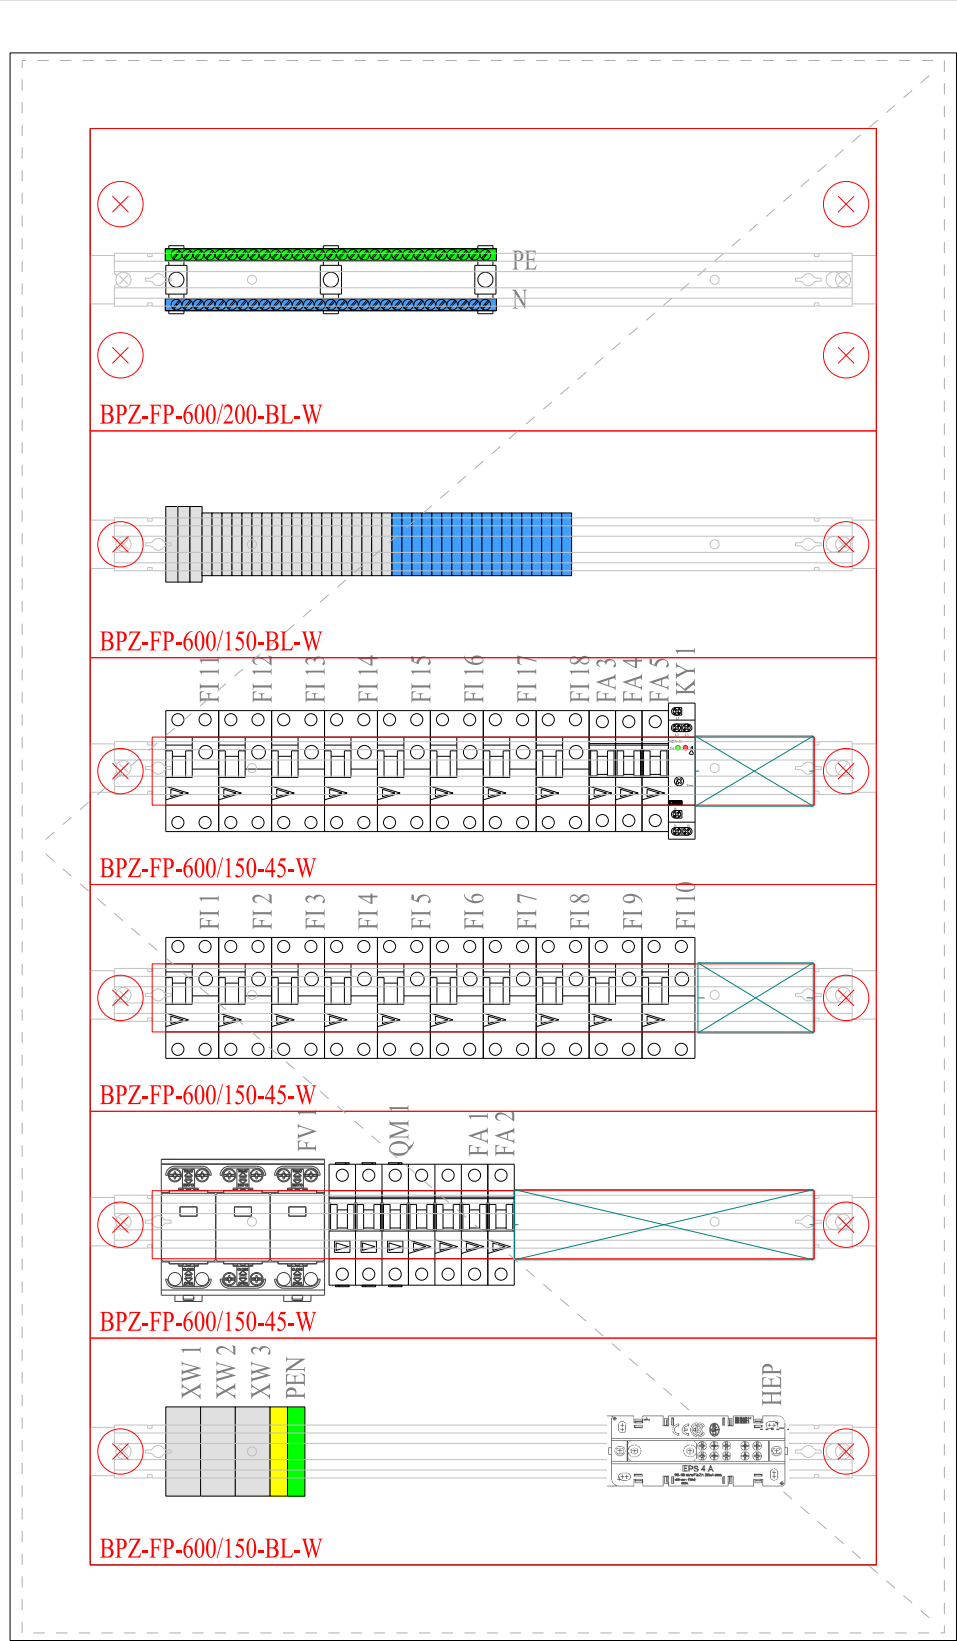 PE
N
BPZ-FP-600/200-BL-W
BPZ-FP-600/150-BL-W
FI 11
FI 12
FI 13
FI 14
FI 15
FI 16
FI 17
FI 18
FA 3
FA 4
FA 5
KY 1
BPZ-FP-600/150-45-W
FI 1
FI 2
FI 3
FI 4
FI 5
FI 6
FI 7
FI 8
FI 9
FI 10
BPZ-FP-600/150-45-W
FV 1
QM 1
FA 1
FA 2
BPZ-FP-600/150-45-W
XW 1
XW 2
XW 3
PEN
HEP
EPS 4 A
BPZ-FP-600/150-BL-W